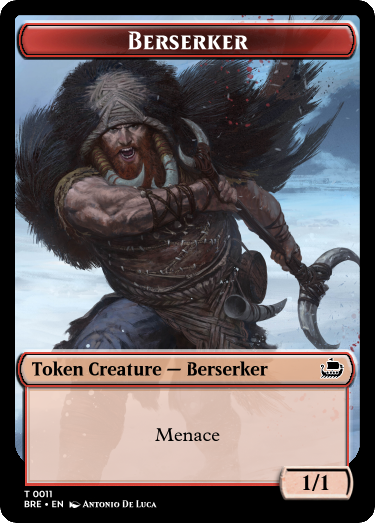 Berserker
Token Creature — Berserker
Menace
1/1
T 0011
BRE • EN Antonio De Luca